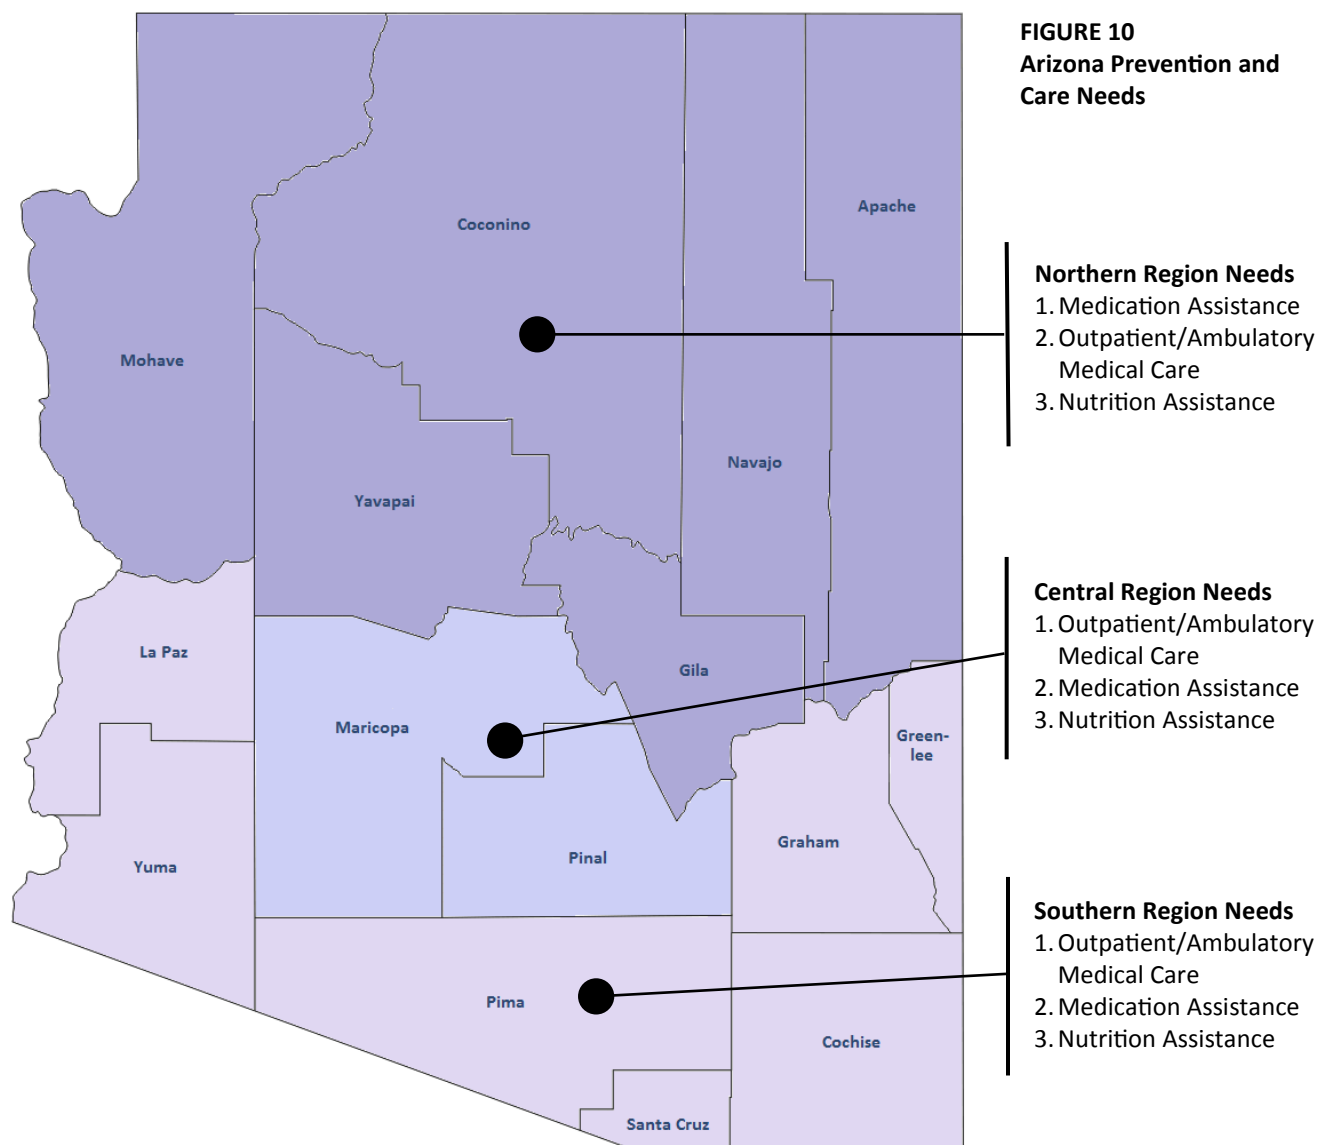 FIGURE 10
Arizona Prevention and
Care Needs
Apache
Coconino
Northern Region Needs
1. Medication Assistance
2. Outpatient/Ambulatory
Medical Care
3. Nutrition Assistance
Mohave
Navajo
Yavapai
Central Region Needs
1. Outpatient/Ambulatory
Medical Care
2. Medication Assistance
3. Nutrition Assistance
La Paz
Gila
Maricopa
Green-
lee
Graham
Pinal
Yuma
Southern Region Needs
1. Outpatient/Ambulatory
Medical Care
2. Medication Assistance
3. Nutrition Assistance
Pima
Cochise
Santa Cruz